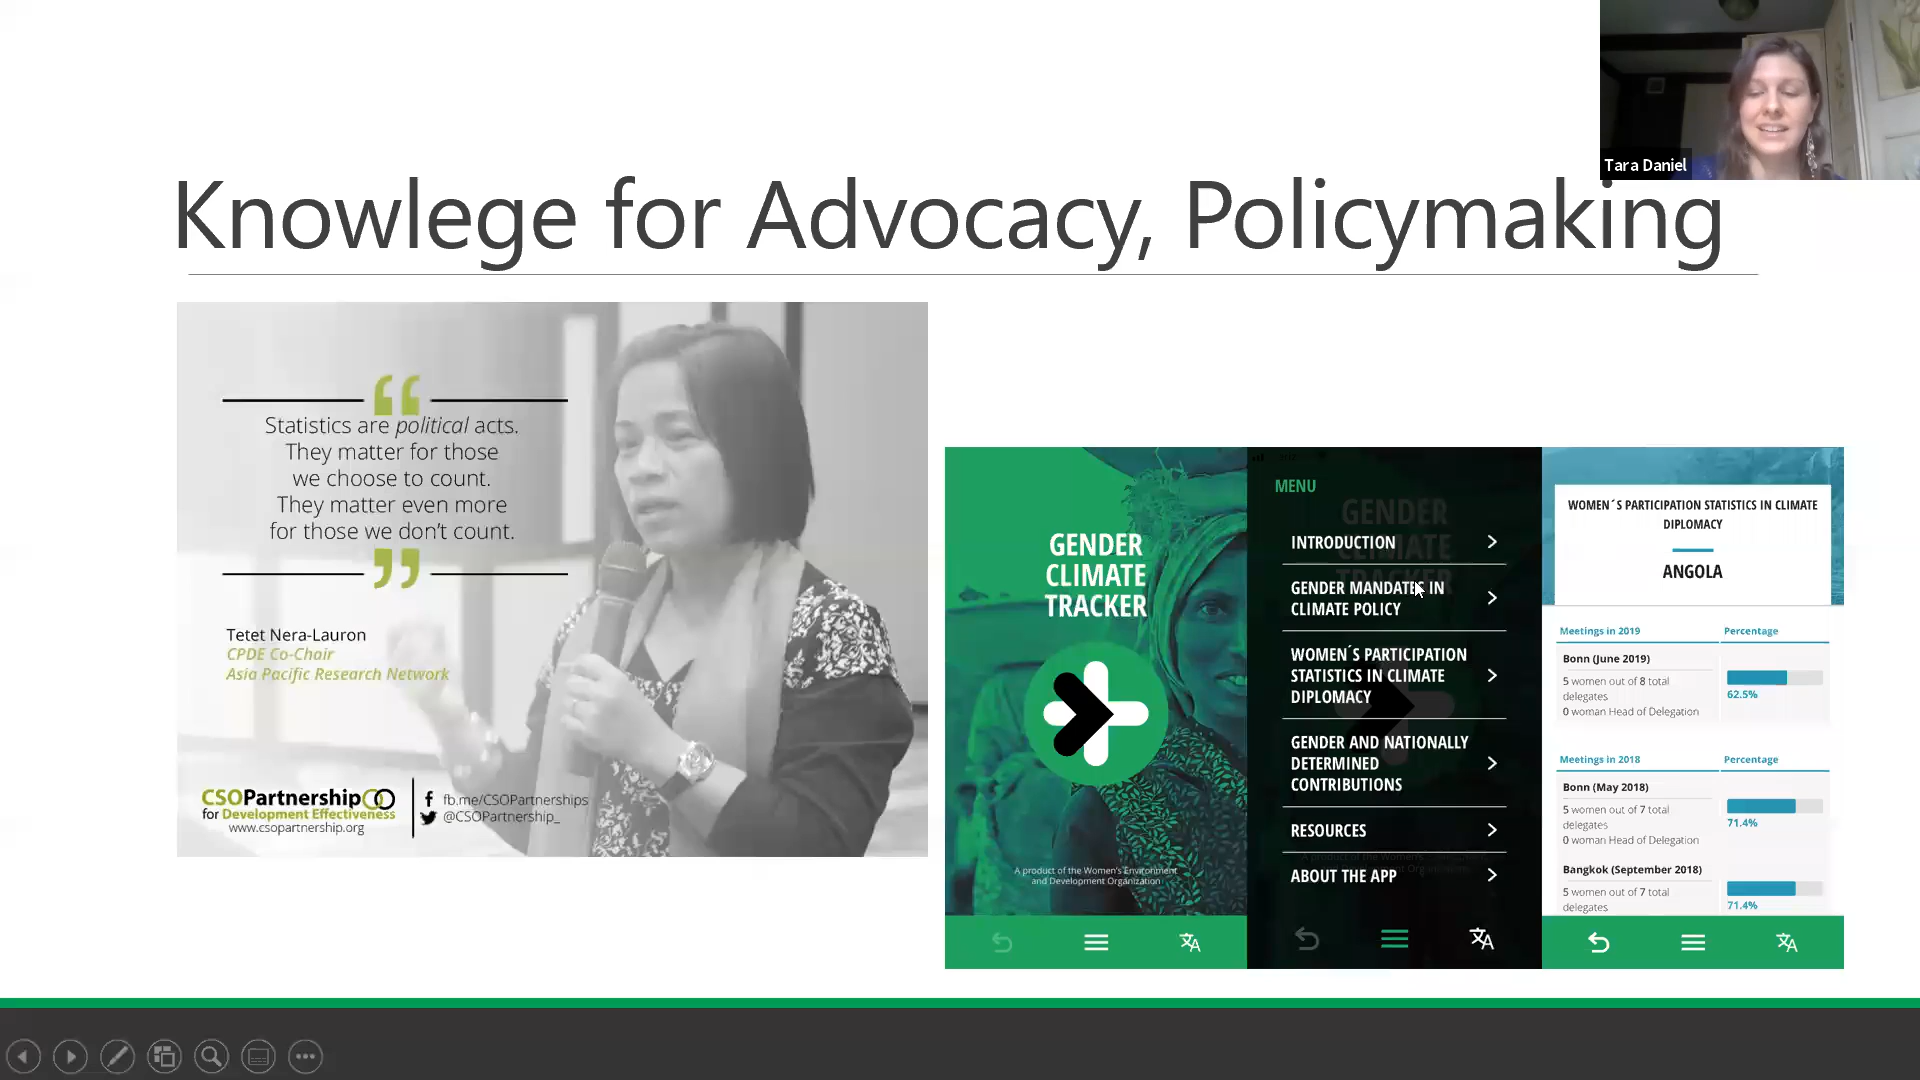 Tara Daniel
Knowlege for Advocacy, Policymaking
Statistics are political acts.
They matter for those
we choose to count.
They matter even more
for those we don't count.
Tetet Nera-Lauron
CPDE Co-Chair
Asia Pacific Research Network
CSOPartnership
for Development Effectiveness
www.csopartnership.org
fb.me/CSOPartnerships
@CSOPartnership_
GENDER
CLIMATE
TRACKER
A product of the Women's Environment
and Development Organization
MENU
GENDER
CLIMATE
TRACKER
INTRODUCTION
GENDER MANDATES IN
CLIMATE POLICY
WOMEN´S PARTICIPATION
STATISTICS IN CLIMATE
DIPLOMACY
GENDER AND NATIONALLY
DETERMINED
CONTRIBUTIONS
RESOURCES
ABOUT THE APP
WOMEN´S PARTICIPATION STATISTICS IN CLIMATE
DIPLOMACY
ANGOLA
Meetings in 2019 Percentage
Bonn (June 2019)
5 women out of 8 total
delegates
0 woman Head of Delegation
62.5%
Meetings in 2018 Percentage
Bonn (May 2018)
5 women out of 7 total
delegates
0 woman Head of Delegation
71.4%
Bangkok (September 2018)
5 women out of 7 total
delegates
71.4%